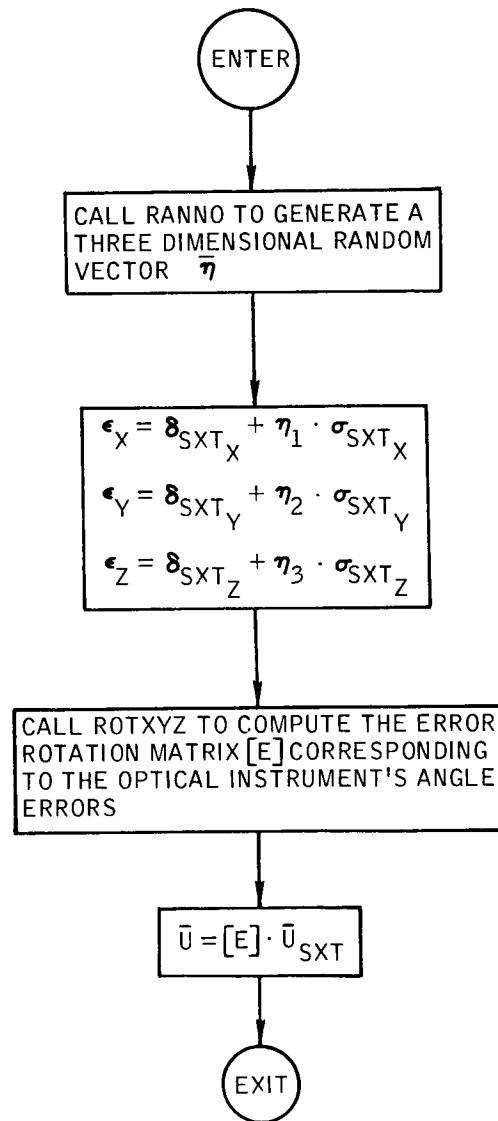 ENTER
CALL RANNO TO GENERATE A
THREE DIMENSIONAL RANDOM
VECTOR η̄
ϵ_X = δ_SXT_X + η_1 · σ_SXT_X
ϵ_Y = δ_SXT_Y + η_2 · σ_SXT_Y
ϵ_Z = δ_SXT_Z + η_3 · σ_SXT_Z
CALL ROTXYZ TO COMPUTE THE ERROR
ROTATION MATRIX [E] CORRESPONDING
TO THE OPTICAL INSTRUMENT'S ANGLE
ERRORS
Ū = [E] · Ū_SXT
EXIT